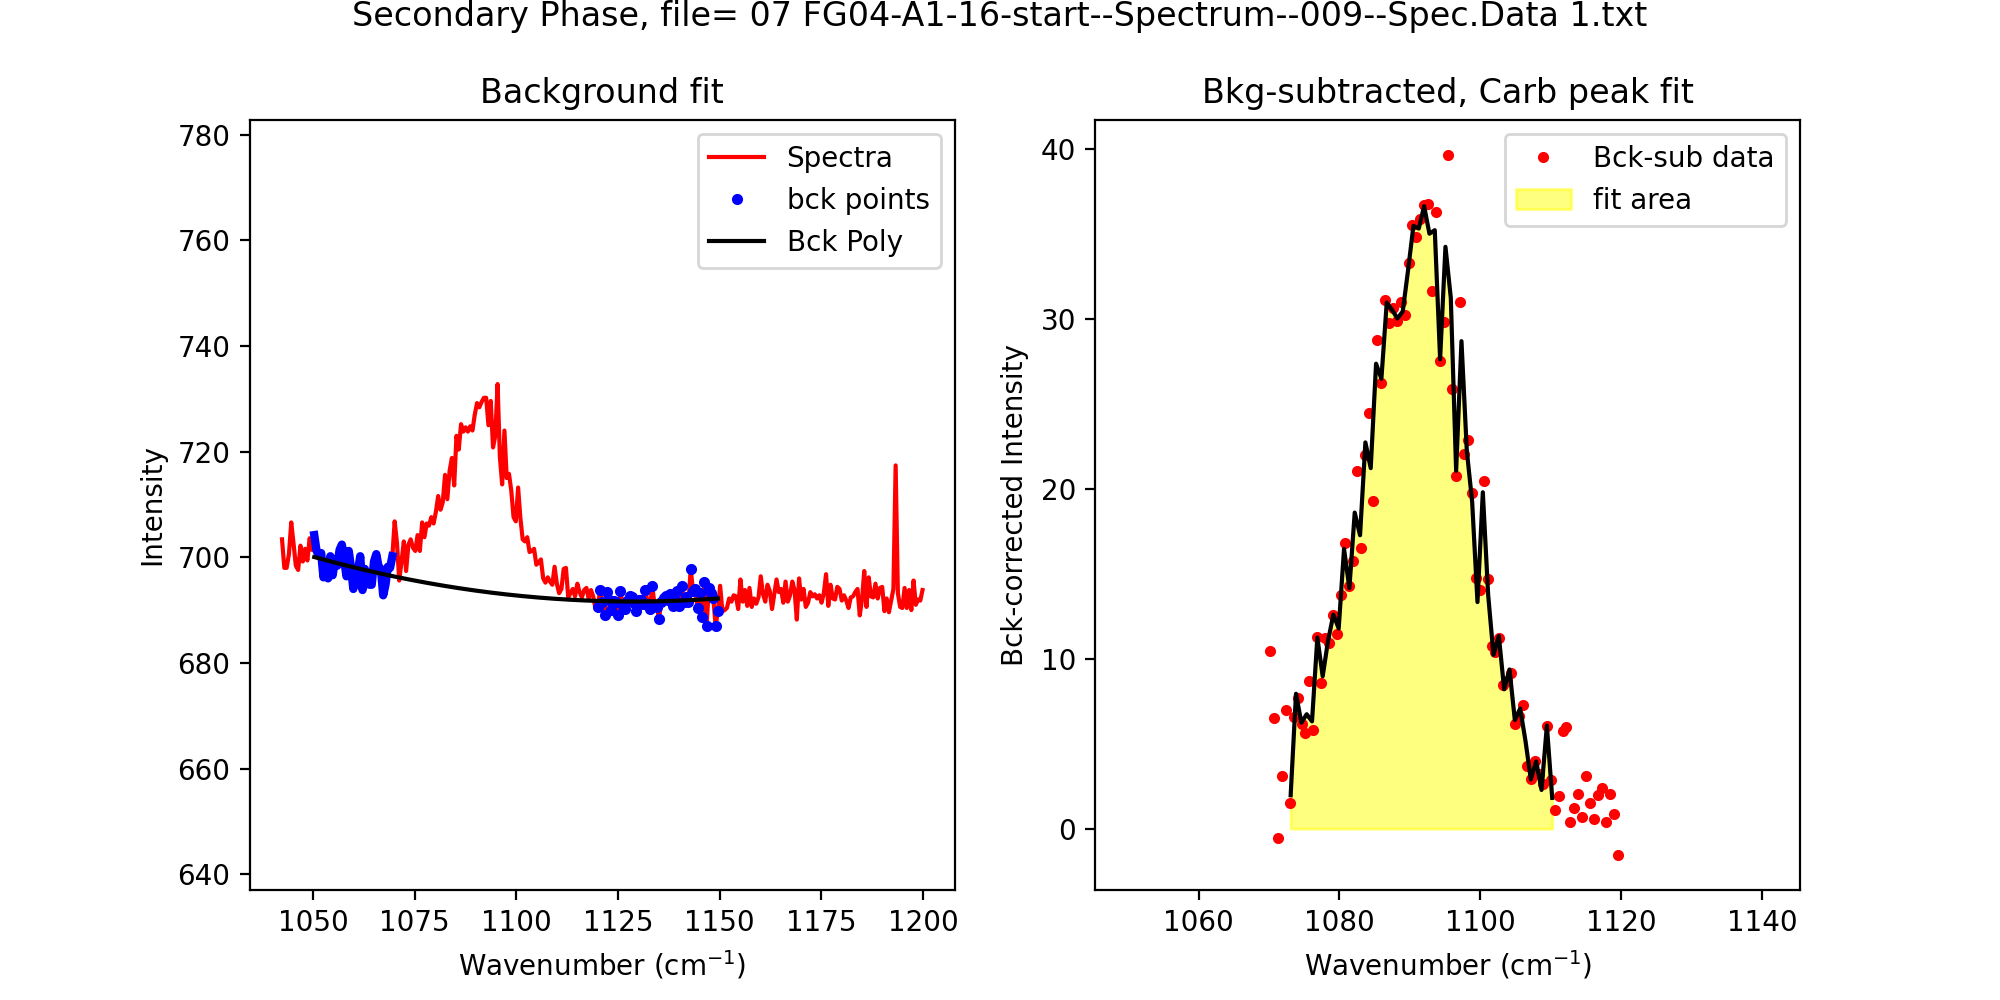 Secondary Phase, file= 07 FG04-A1-16-start--Spectrum--009--Spec.Data 1.txt
Background fit
780
760
740
720
700
680
660
640
Intensity
Spectra
bck points
Bck Poly
1050 1075 1100 1125 1150 1175 1200
Wavenumber (cm⁻¹)
Bkg-subtracted, Carb peak fit
40
30
20
10
0
Bck-corrected Intensity
Bck-sub data
fit area
1060 1080 1100 1120 1140
Wavenumber (cm⁻¹)